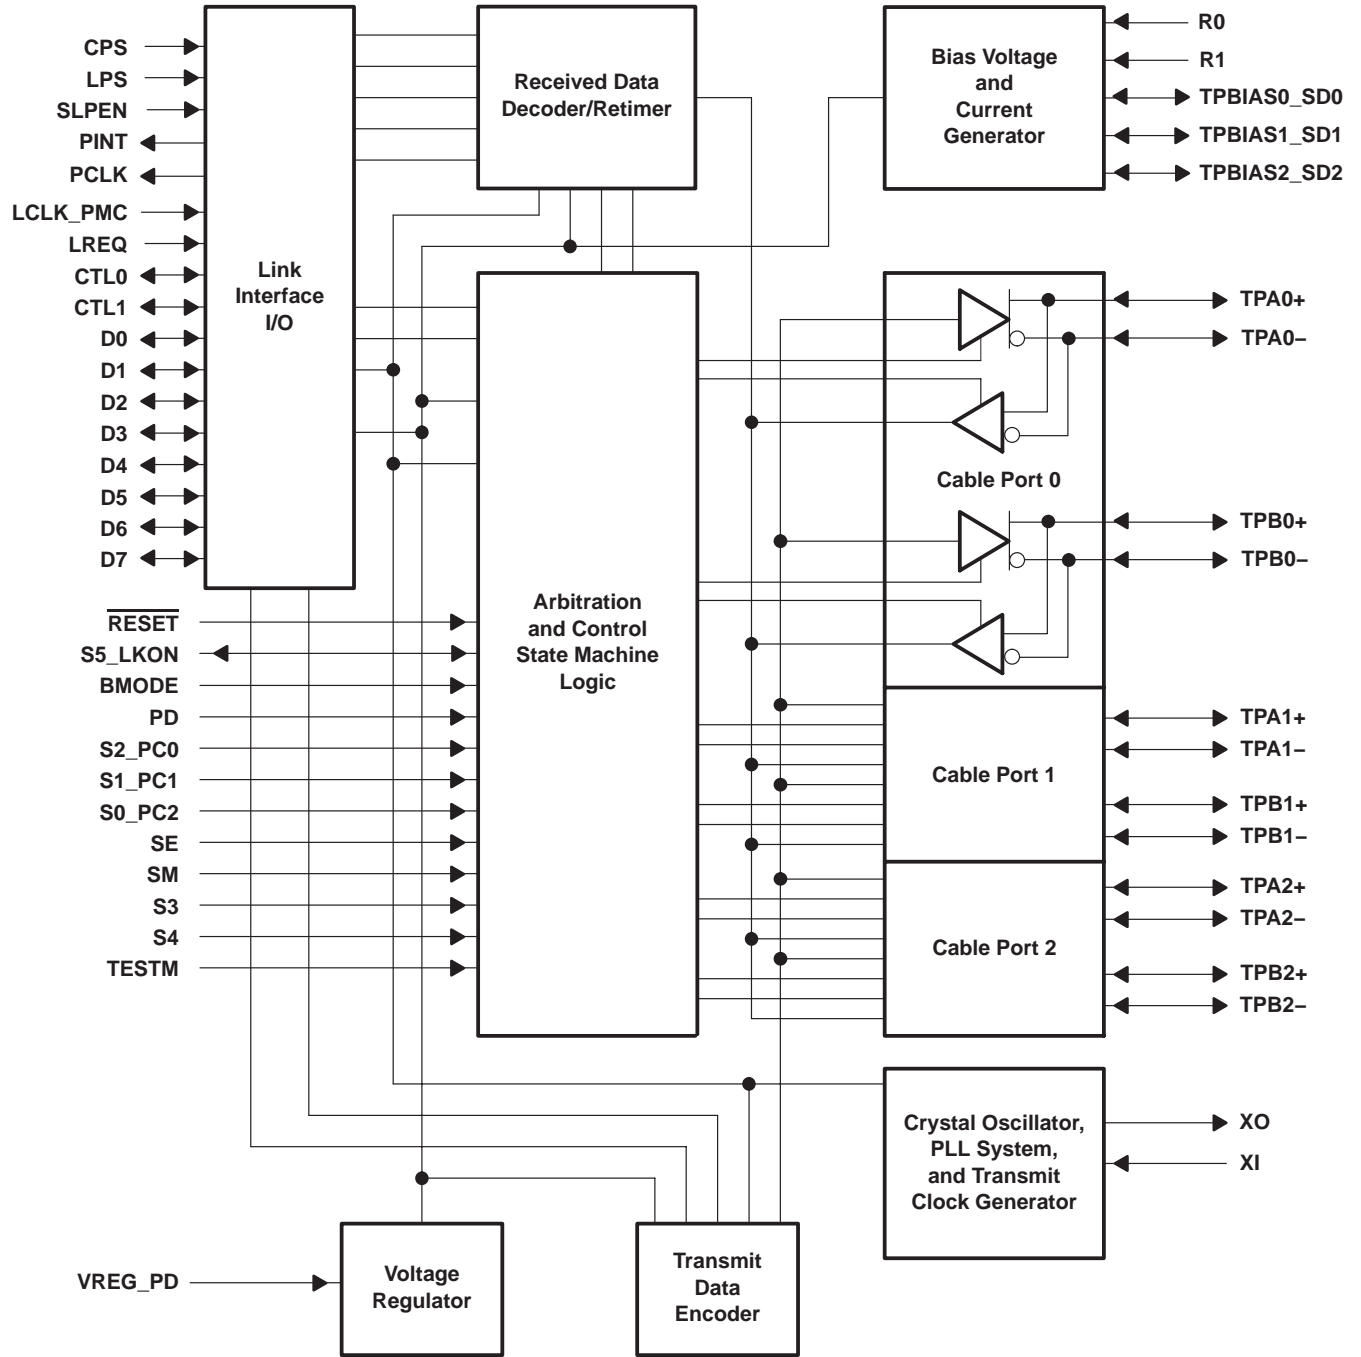 CPS
LPS
SLPEN
PINT
PCLK
LCLK_PMC
LREQ
CTL0
CTL1
D0
D1
D2
D3
D4
D5
D6
D7
RESET
S5_LKON
BMODE
PD
S2_PC0
S1_PC1
S0_PC2
SE
SM
S3
S4
TESTM
VREG_PD
Link
Interface
I/O
Received Data
Decoder/Retimer
Arbitration
and Control
State Machine
Logic
Voltage
Regulator
Transmit
Data
Encoder
Bias Voltage
and
Current
Generator
Cable Port 0
Cable Port 1
Cable Port 2
Crystal Oscillator,
PLL System,
and Transmit
Clock Generator
R0
R1
TPBIAS0_SD0
TPBIAS1_SD1
TPBIAS2_SD2
TPA0+
TPA0–
TPB0+
TPB0–
TPA1+
TPA1–
TPB1+
TPB1–
TPA2+
TPA2–
TPB2+
TPB2–
XO
XI